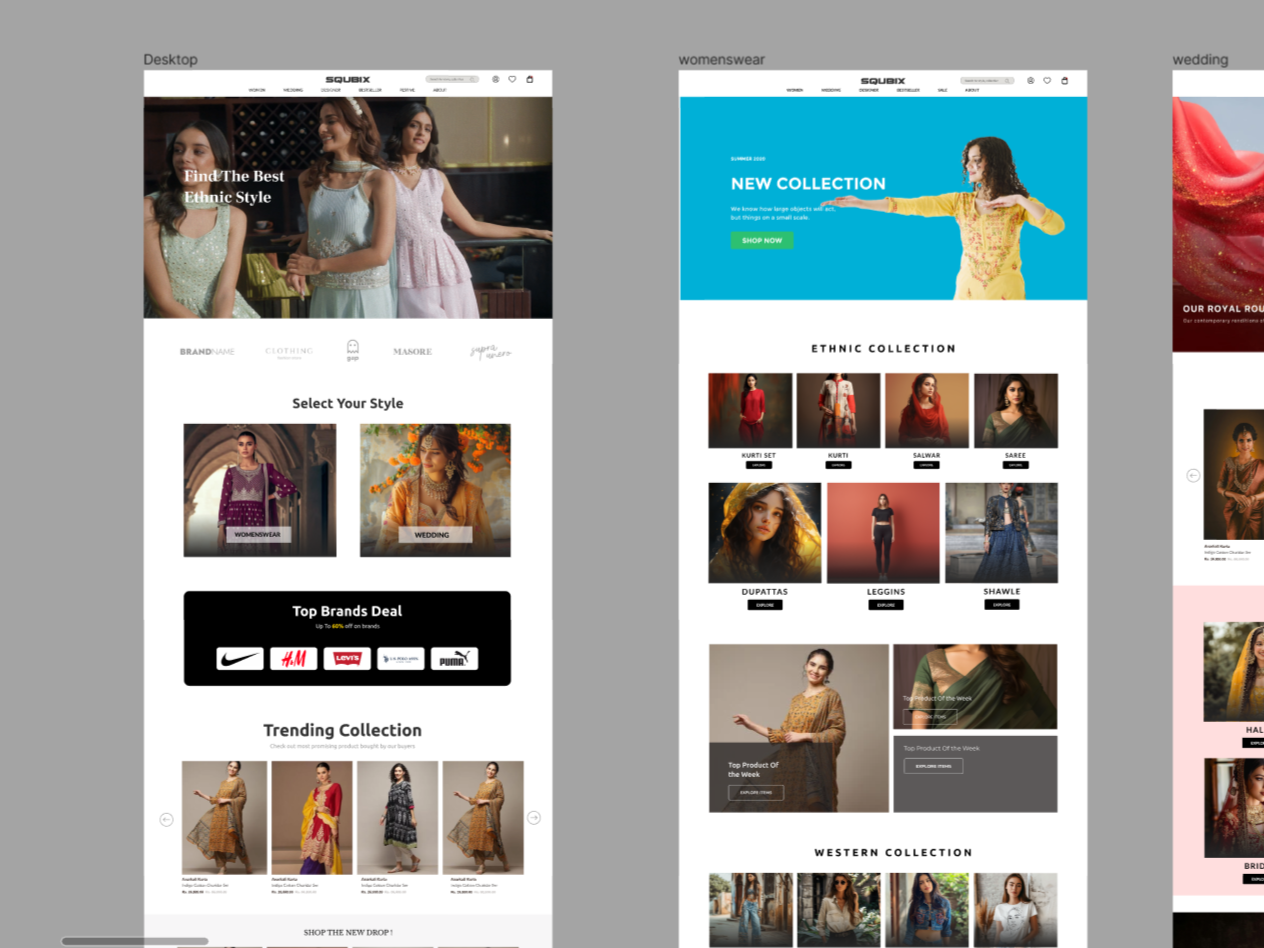 Desktop
SQUBIX
WOMEN WEDDING DESIGNER BESTSELLER FESTIVE ABOUT
Find The Best
Ethnic Style
BRANDNAME CLOTHING gap MASORE
Select Your Style
WOMENSWEAR WEDDING
Top Brands Deal
Up To 60% off on brands
H&M LEVI'S PUMA
Trending Collection
Check out most promising product bought by our buyers
SHOP THE NEW DROP !
womenswear
SQUBIX
WOMEN WEDDING DESIGNER BESTSELLER SALE ABOUT
SUMMER 2020
NEW COLLECTION
We know how large objects will act,
but things on a small scale.
SHOP NOW
ETHNIC COLLECTION
KURTI SET KURTI SALWAR SAREE
EXPLORE EXPLORE EXPLORE EXPLORE
DUPATTAS LEGGINS SHAWLE
EXPLORE EXPLORE EXPLORE
Top Product Of
the Week
EXPLORE ITEMS
Top Product Of the Week
EXPLORE ITEMS
Top Product Of the Week
EXPLORE ITEMS
WESTERN COLLECTION
wedding
OUR ROYAL ROU
Our contemporary renditions
HAL
BRID